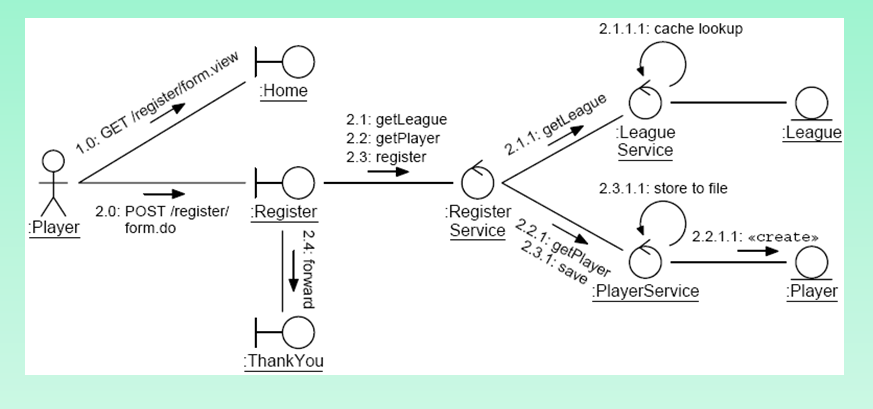 2.1.1.1: cache lookup
1.0: GET /register/form.view
:Home
2.1: getLeague
2.2: getPlayer
2.3: register
2.1.1: getLeague
:League
Service
:League
:Player
2.0: POST /register/
form.do
:Register
:Register
Service
2.3.1.1: store to file
2.2.1: getPlayer
2.3.1: save
2.2.1.1: «create»
:PlayerService
:Player
2.4: forward
:ThankYou